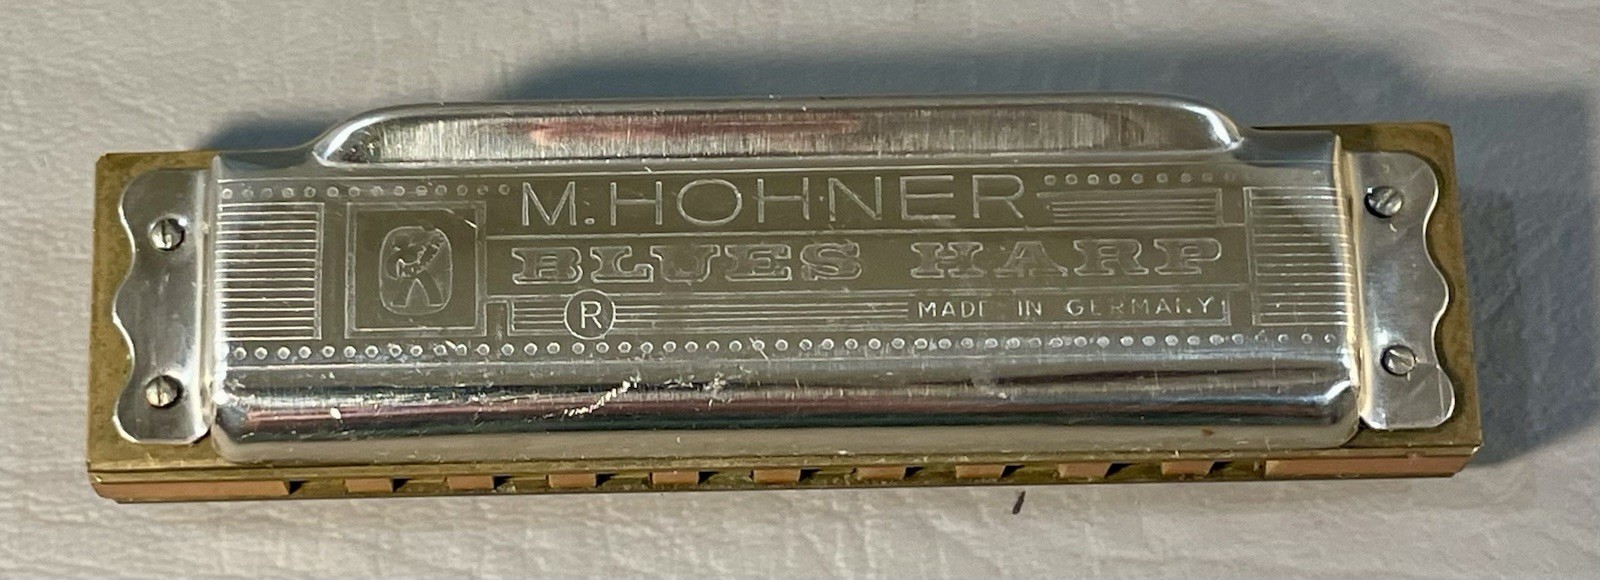 M. HOHNER
BLUES HARP
® MADE IN GERMANY